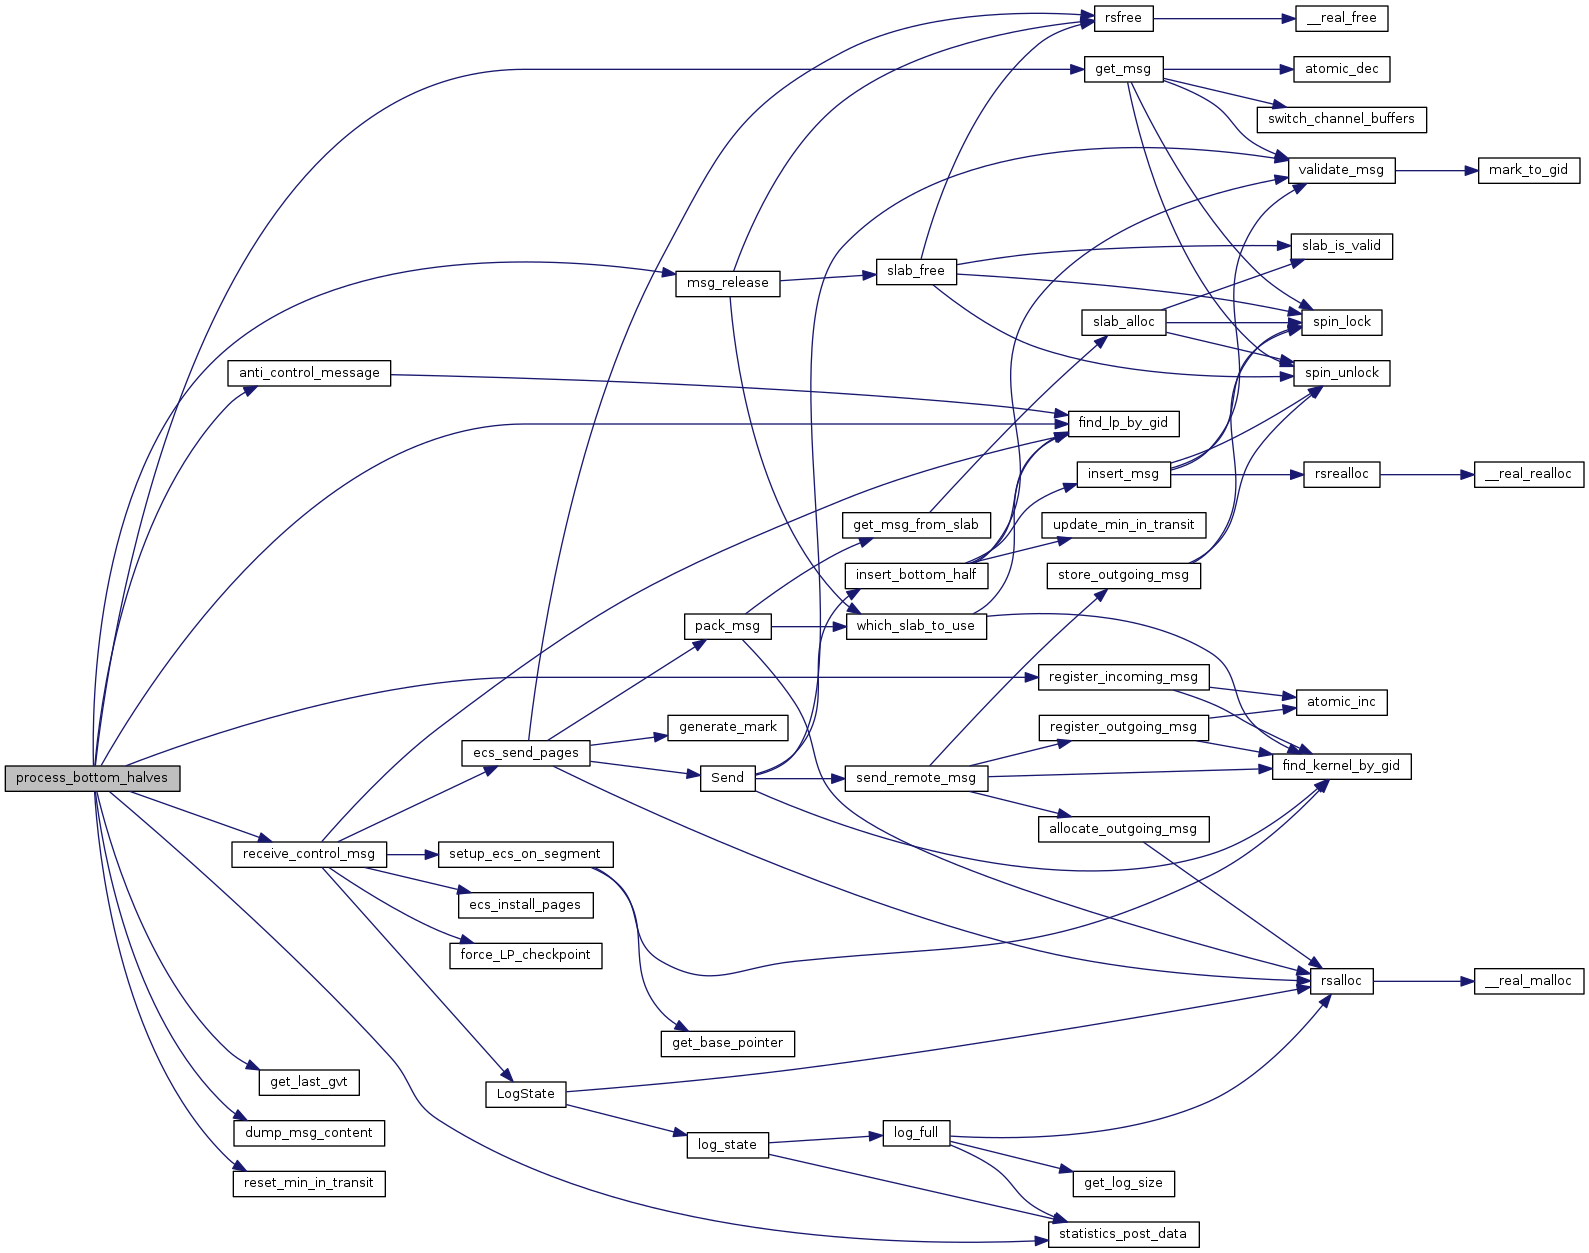 rsfree
__real_free
get_msg
atomic_dec
switch_channel_buffers
validate_msg
mark_to_gid
slab_is_valid
slab_free
msg_release
slab_alloc
spin_lock
anti_control_message
spin_unlock
find_lp_by_gid
insert_msg
rsrealloc
__real_realloc
get_msg_from_slab
update_min_in_transit
insert_bottom_half
store_outgoing_msg
pack_msg
which_slab_to_use
register_incoming_msg
atomic_inc
generate_mark
register_outgoing_msg
ecs_send_pages
find_kernel_by_gid
process_bottom_halves
Send
send_remote_msg
allocate_outgoing_msg
receive_control_msg
setup_ecs_on_segment
ecs_install_pages
force_LP_checkpoint
rsalloc
__real_malloc
get_base_pointer
get_last_gvt
LogState
dump_msg_content
log_state
log_full
reset_min_in_transit
get_log_size
statistics_post_data